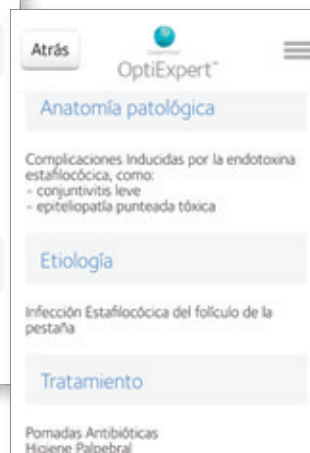 Atrás
OptiExpert™
Anatomía patológica
Complicaciones Inducidas por la endotoxina
estafilocócica, como:
- conjuntivitis leve
- epiteliopatía punteada tóxica
Etiología
Infección Estafilocócica del folículo de la
pestaña
Tratamiento
Pomadas Antibióticas
Higiene Palpebral